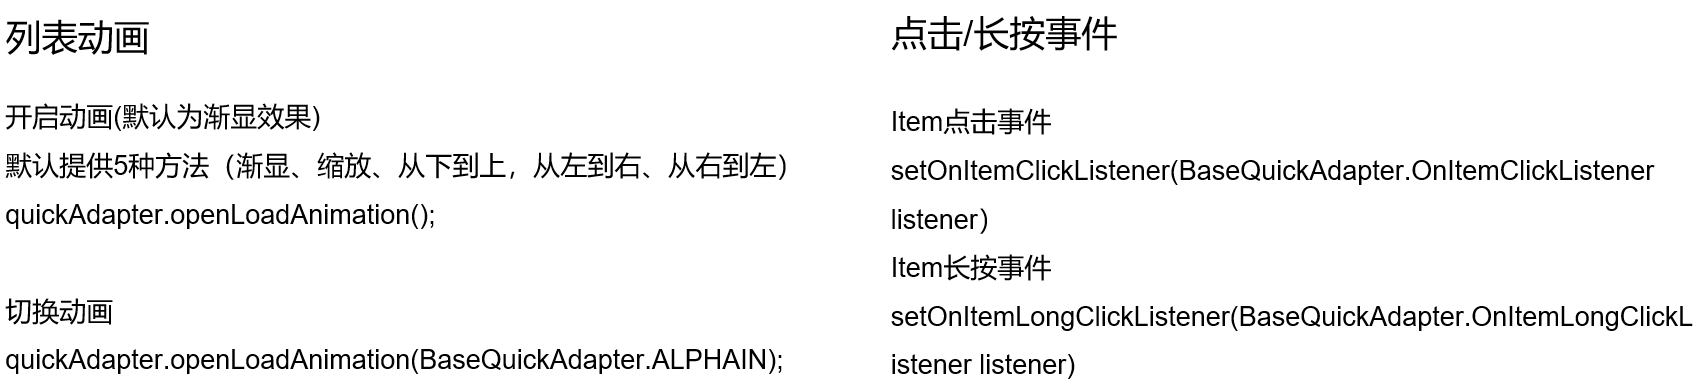 列表动画
开启动画(默认为渐显效果)
默认提供5种方法（渐显、缩放、从下到上，从左到右、从右到左）
quickAdapter.openLoadAnimation();
切换动画
quickAdapter.openLoadAnimation(BaseQuickAdapter.ALPHAIN);
点击/长按事件
Item点击事件
setOnItemClickListener(BaseQuickAdapter.OnItemClickListener
listener)
Item长按事件
setOnItemLongClickListener(BaseQuickAdapter.OnItemLongClickL
istener listener)